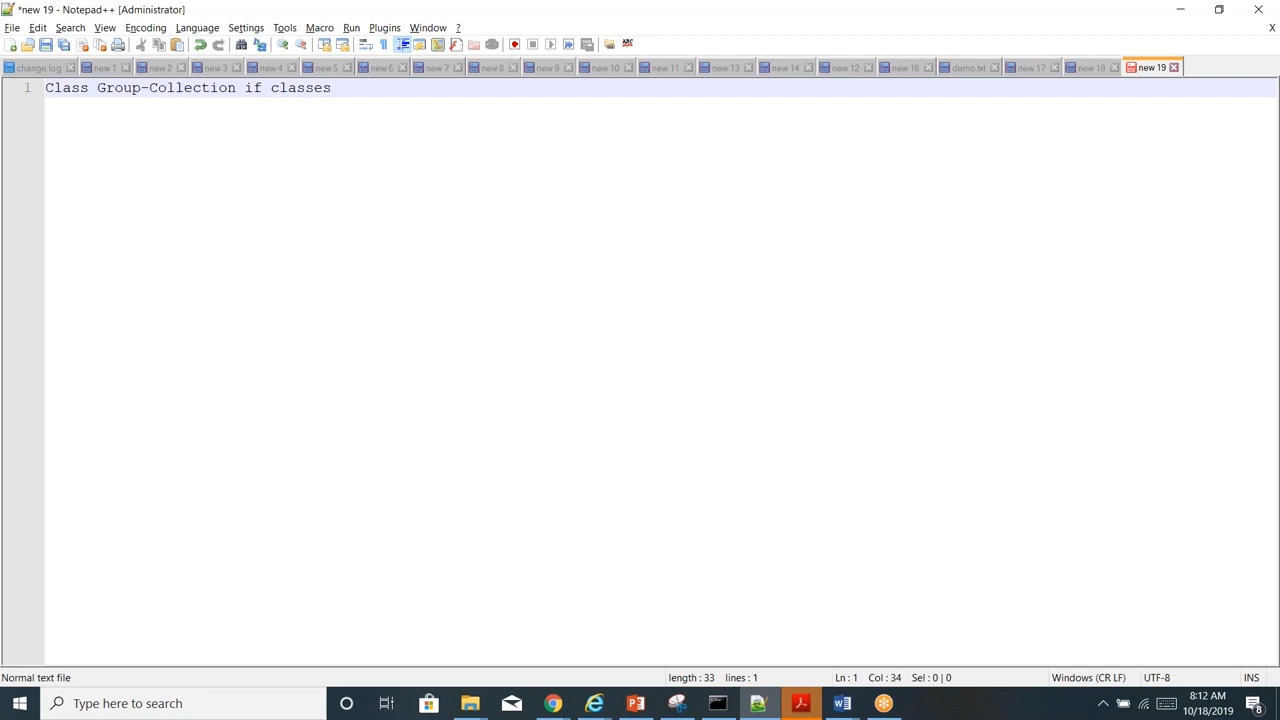 *new 19 - Notepad++ [Administrator]
File Edit Search View Encoding Language Settings Tools Macro Run Plugins Window ? X
change.log new 1 new 2 new 3 new 4 new 5 new 6 new 7 new 8 new 9 new 10 new 11 new 13 new 14 new 12 new 16 demo.txt new 17 new 18 new 19
1 Class Group-Collection if classes
Normal text file length : 33 lines : 1 Ln : 1 Col : 34 Sel : 0 | 0 Windows (CR LF) UTF-8 INS
Type here to search 8:12 AM
10/18/2019 8